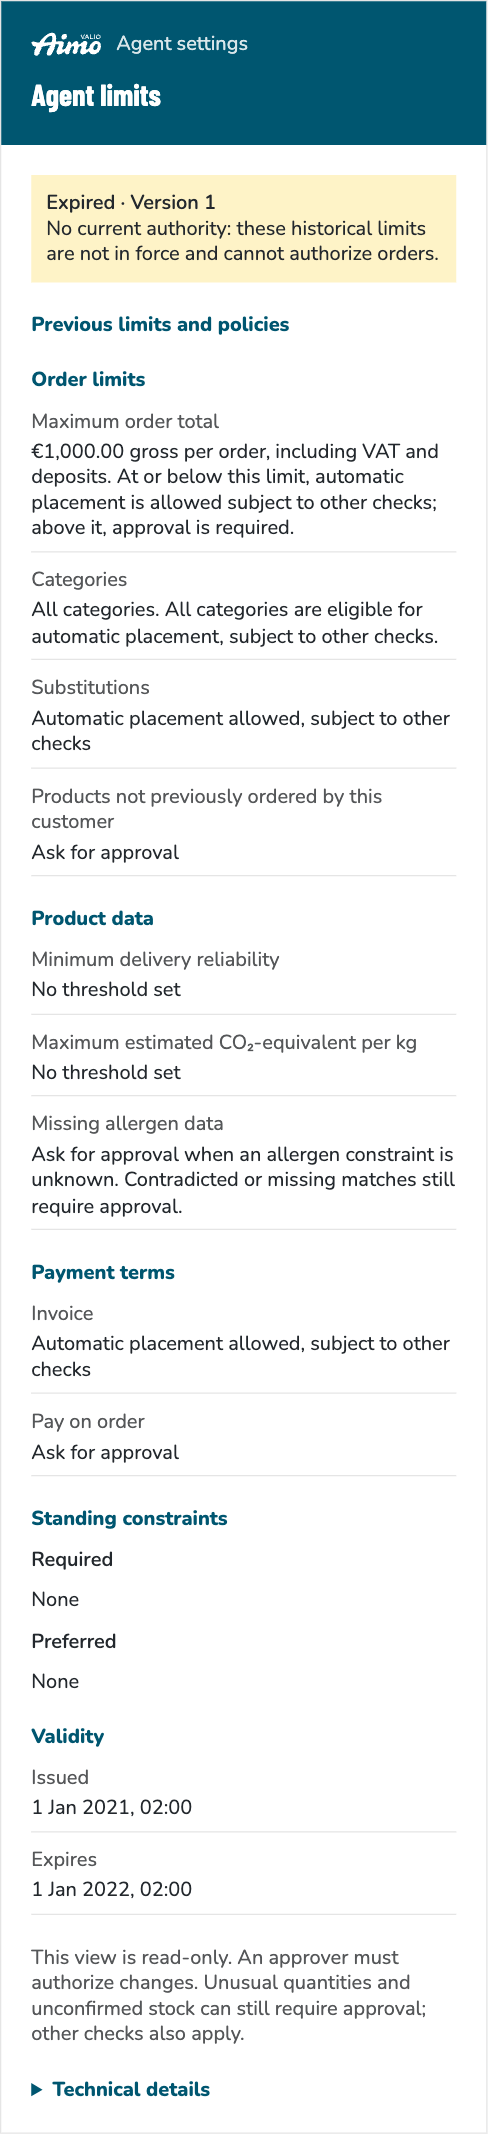 Aimo VALIO Agent settings
Agent limits
Expired · Version 1
No current authority: these historical limits
are not in force and cannot authorize orders.
Previous limits and policies
Order limits
Maximum order total
€1,000.00 gross per order, including VAT and
deposits. At or below this limit, automatic
placement is allowed subject to other checks;
above it, approval is required.
Categories
All categories. All categories are eligible for
automatic placement, subject to other checks.
Substitutions
Automatic placement allowed, subject to other
checks
Products not previously ordered by this
customer
Ask for approval
Product data
Minimum delivery reliability
No threshold set
Maximum estimated CO₂-equivalent per kg
No threshold set
Missing allergen data
Ask for approval when an allergen constraint is
unknown. Contradicted or missing matches still
require approval.
Payment terms
Invoice
Automatic placement allowed, subject to other
checks
Pay on order
Ask for approval
Standing constraints
Required
None
Preferred
None
Validity
Issued
1 Jan 2021, 02:00
Expires
1 Jan 2022, 02:00
This view is read-only. An approver must
authorize changes. Unusual quantities and
unconfirmed stock can still require approval;
other checks also apply.
Technical details